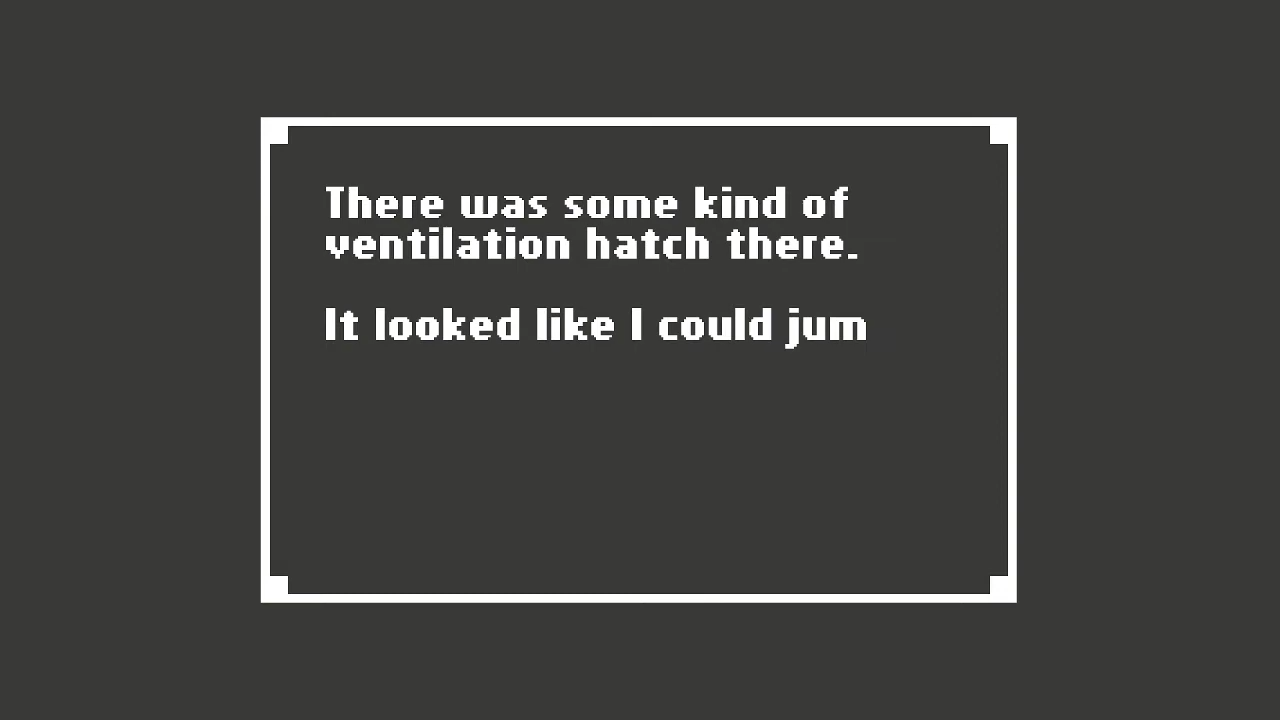 There was some kind of
ventilation hatch there.
It looked like I could jum